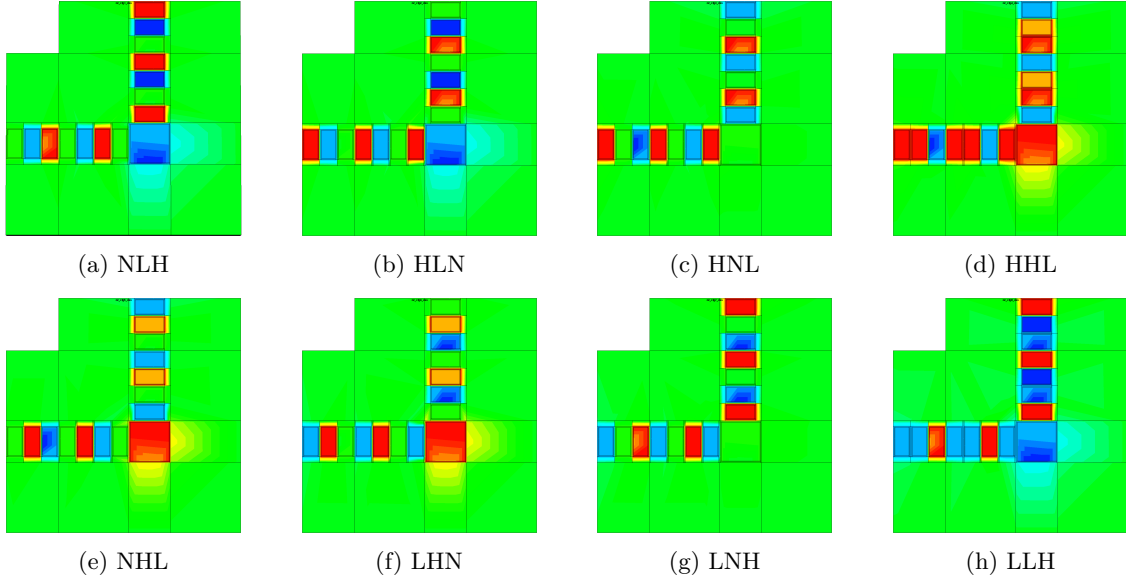 (a) NLH
(b) HLN
(c) HNL
(d) HHL
(e) NHL
(f) LHN
(g) LNH
(h) LLH